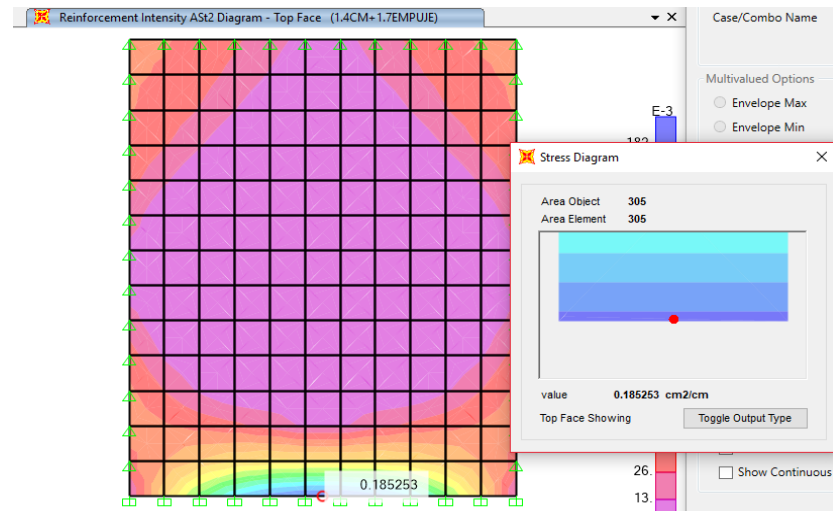 Reinforcement Intensity ASt2 Diagram - Top Face (1.4CM+1.7EMPUJE)
Case/Combo Name
Multivalued Options
Envelope Max
Envelope Min
E-3
Stress Diagram
Area Object 305
Area Element 305
value 0.185253 cm2/cm
Top Face Showing Toggle Output Type
Show Continuous
26.
13.
0.185253